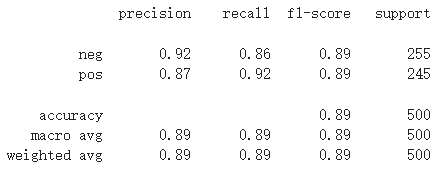 precision recall f1-score support
neg 0.92 0.86 0.89 255
pos 0.87 0.92 0.89 245
accuracy 0.89 500
macro avg 0.89 0.89 0.89 500
weighted avg 0.89 0.89 0.89 500